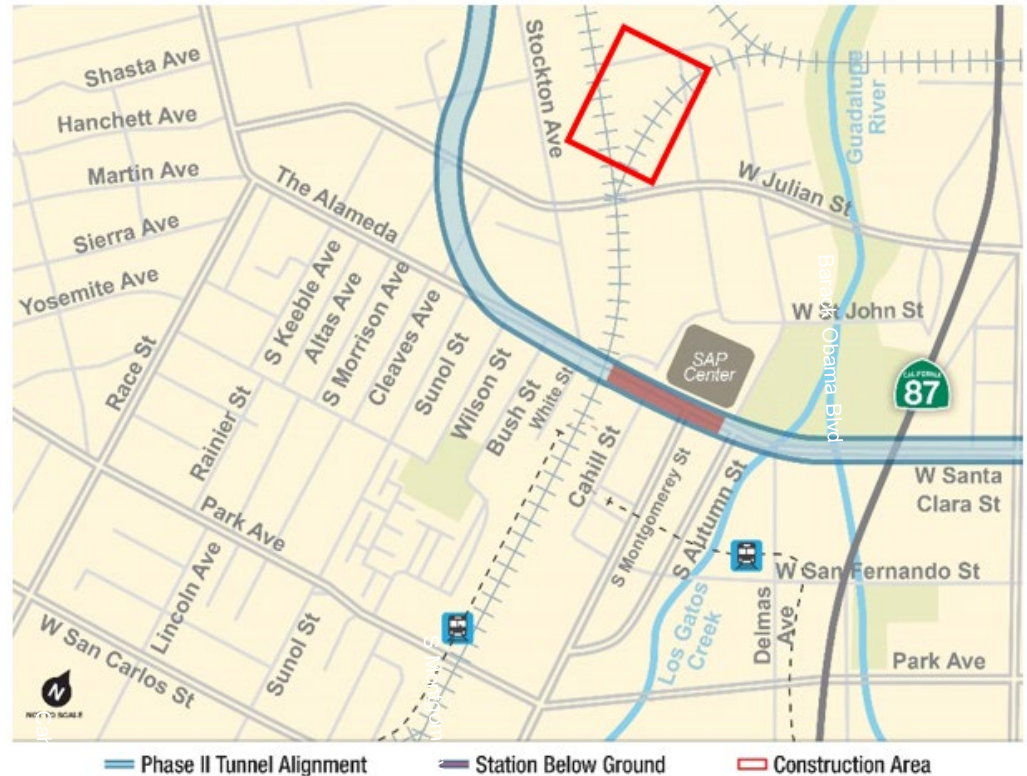 Shasta Ave
Hanchett Ave
Martin Ave
Sierra Ave
Yosemite Ave
Race St
The Alameda
Stockton Ave
W Julian St
Guadalupe
River
S Keeble Ave
Altas Ave
S Morrison Ave
Cleaves Ave
Sunol St
Wilson St
Bush St
White St
Rainier St
SAP
Center
W St John St
Barack Obama Blvd
CALIFORNIA
87
Cahill St
S Montgomerey St
S Autumn St
W Santa
Clara St
W San Fernando St
Los Gatos
Creek
Delmas
Ave
Park Ave
Park Ave
Lincoln Ave
Sunol St
W San Carlos St
N
NOT TO SCALE
Phase II Tunnel Alignment
Station Below Ground
Construction Area